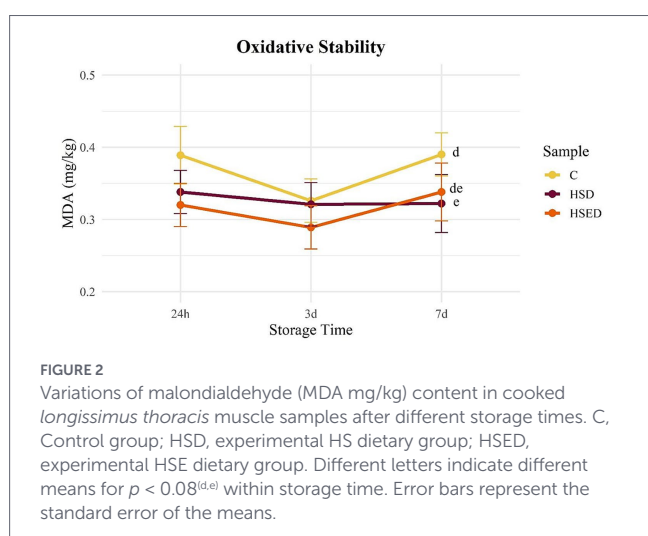 Oxidative Stability
0.5
0.4
0.3
0.2
MDA (mg/kg)
d
de
e
24h 3d 7d
Storage Time
Sample
C
HSD
HSED
FIGURE 2
Variations of malondialdehyde (MDA mg/kg) content in cooked
longissimus thoracis muscle samples after different storage times. C,
Control group; HSD, experimental HS dietary group; HSED,
experimental HSE dietary group. Different letters indicate different
means for p < 0.08(d,e) within storage time. Error bars represent the
standard error of the means.